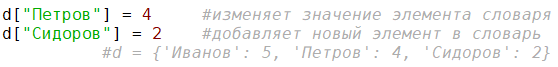 d["Петров"] = 4 #изменяет значение элемента словаря
d["Сидоров"] = 2 #добавляет новый элемент в словарь
#d = {'Иванов': 5, 'Петров': 4, 'Сидоров': 2}